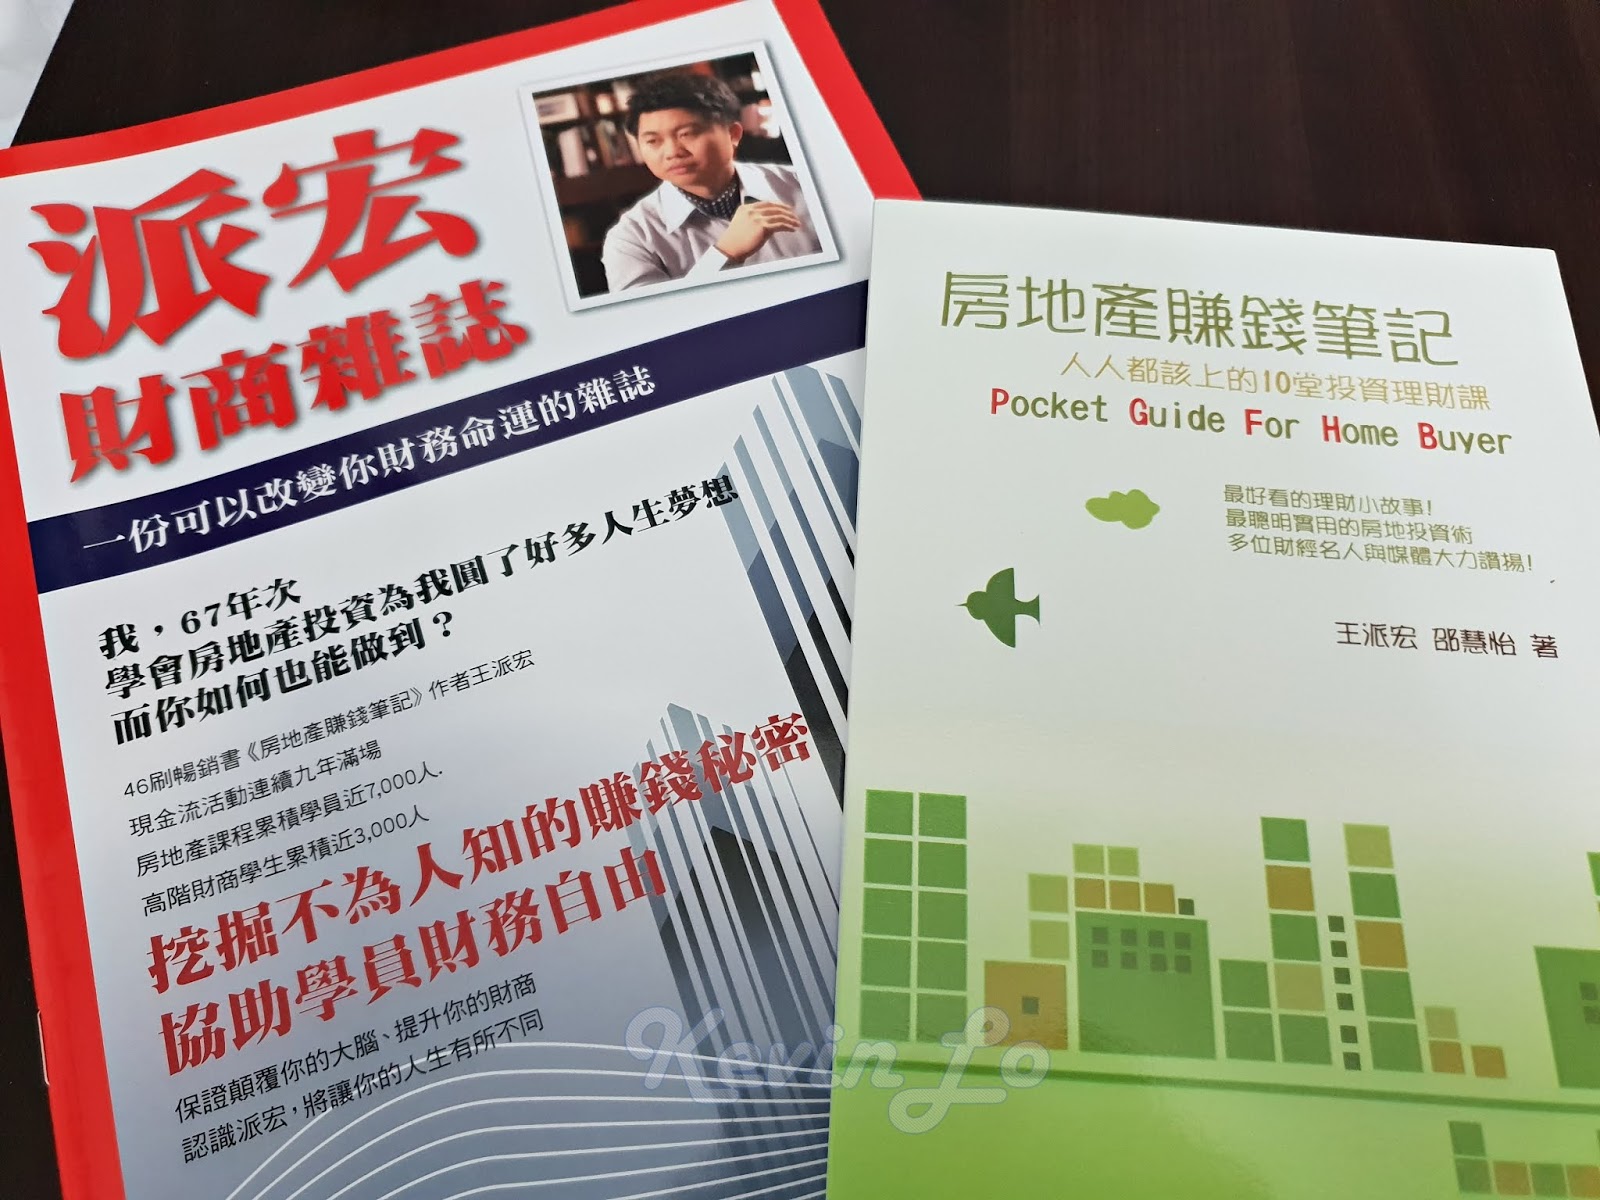 派宏
財商雜誌
一份可以改變你財務命運的雜誌
我，67年次
學會房地產投資為我圓了好多人生夢想
而你如何也能做到？
46刷暢銷書《房地產賺錢筆記》作者王派宏
現金流活動連續九年滿場
房地產課程累積學員近7,000人.
高階財商學生累積近3,000人
挖掘不為人知的賺錢秘密
協助學員財務自由
保證顛覆你的大腦、提升你的財商
認識派宏，將讓你的人生有所不同
房地產賺錢筆記
人人都該上的10堂投資理財課
Pocket Guide For Home Buyer
最好看的理財小故事!
最聰明實用的房地投資術
多位財經名人與媒體大力讚揚!
王派宏 邵慧怡 著
Kevin Lo